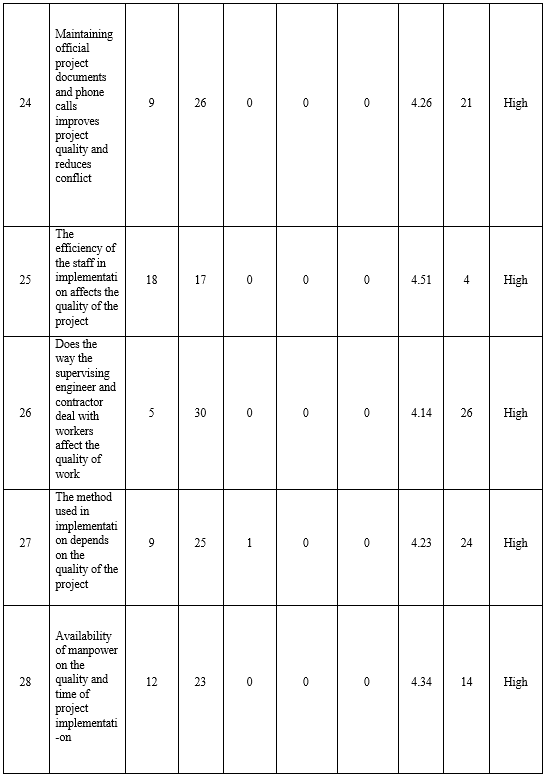 Maintaining
official
project
documents
and phone
calls
improves
project
quality and
reduces
conflict
24 9 26 0 0 0 4.26 21 High
The
efficiency of
the staff in
implementati
on affects the
quality of the
project
25 18 17 0 0 0 4.51 4 High
Does the
way the
supervising
engineer and
contractor
deal with
workers
affect the
quality of
work
26 5 30 0 0 0 4.14 26 High
The method
used in
implementati
on depends
on the
quality of the
project
27 9 25 1 0 0 4.23 24 High
Availability
of manpower
on the
quality and
time of
project
implementati
-on
28 12 23 0 0 0 4.34 14 High